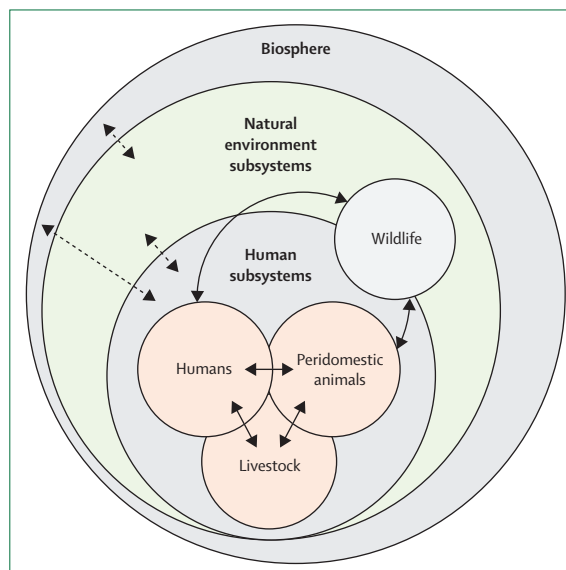 Biosphere
Natural
environment
subsystems
Wildlife
Human
subsystems
Humans
Peridomestic
animals
Livestock